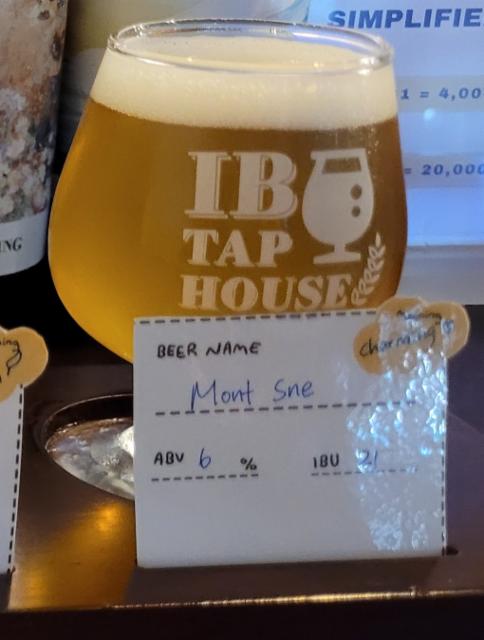 SIMPLIFIE
1 = 4,00
= 20,000
IB
TAP
HOUSE
NG
BEER NAME
charming
Mont Sne
ABV 6 %
IBU 21